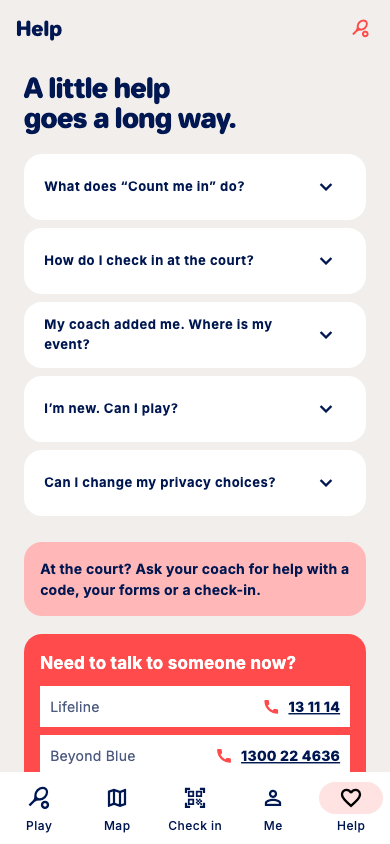 Help
A little help
goes a long way.
What does “Count me in” do?
How do I check in at the court?
My coach added me. Where is my
event?
I’m new. Can I play?
Can I change my privacy choices?
At the court? Ask your coach for help with a
code, your forms or a check-in.
Need to talk to someone now?
Lifeline 13 11 14
Beyond Blue 1300 22 4636
Play Map Check in Me Help